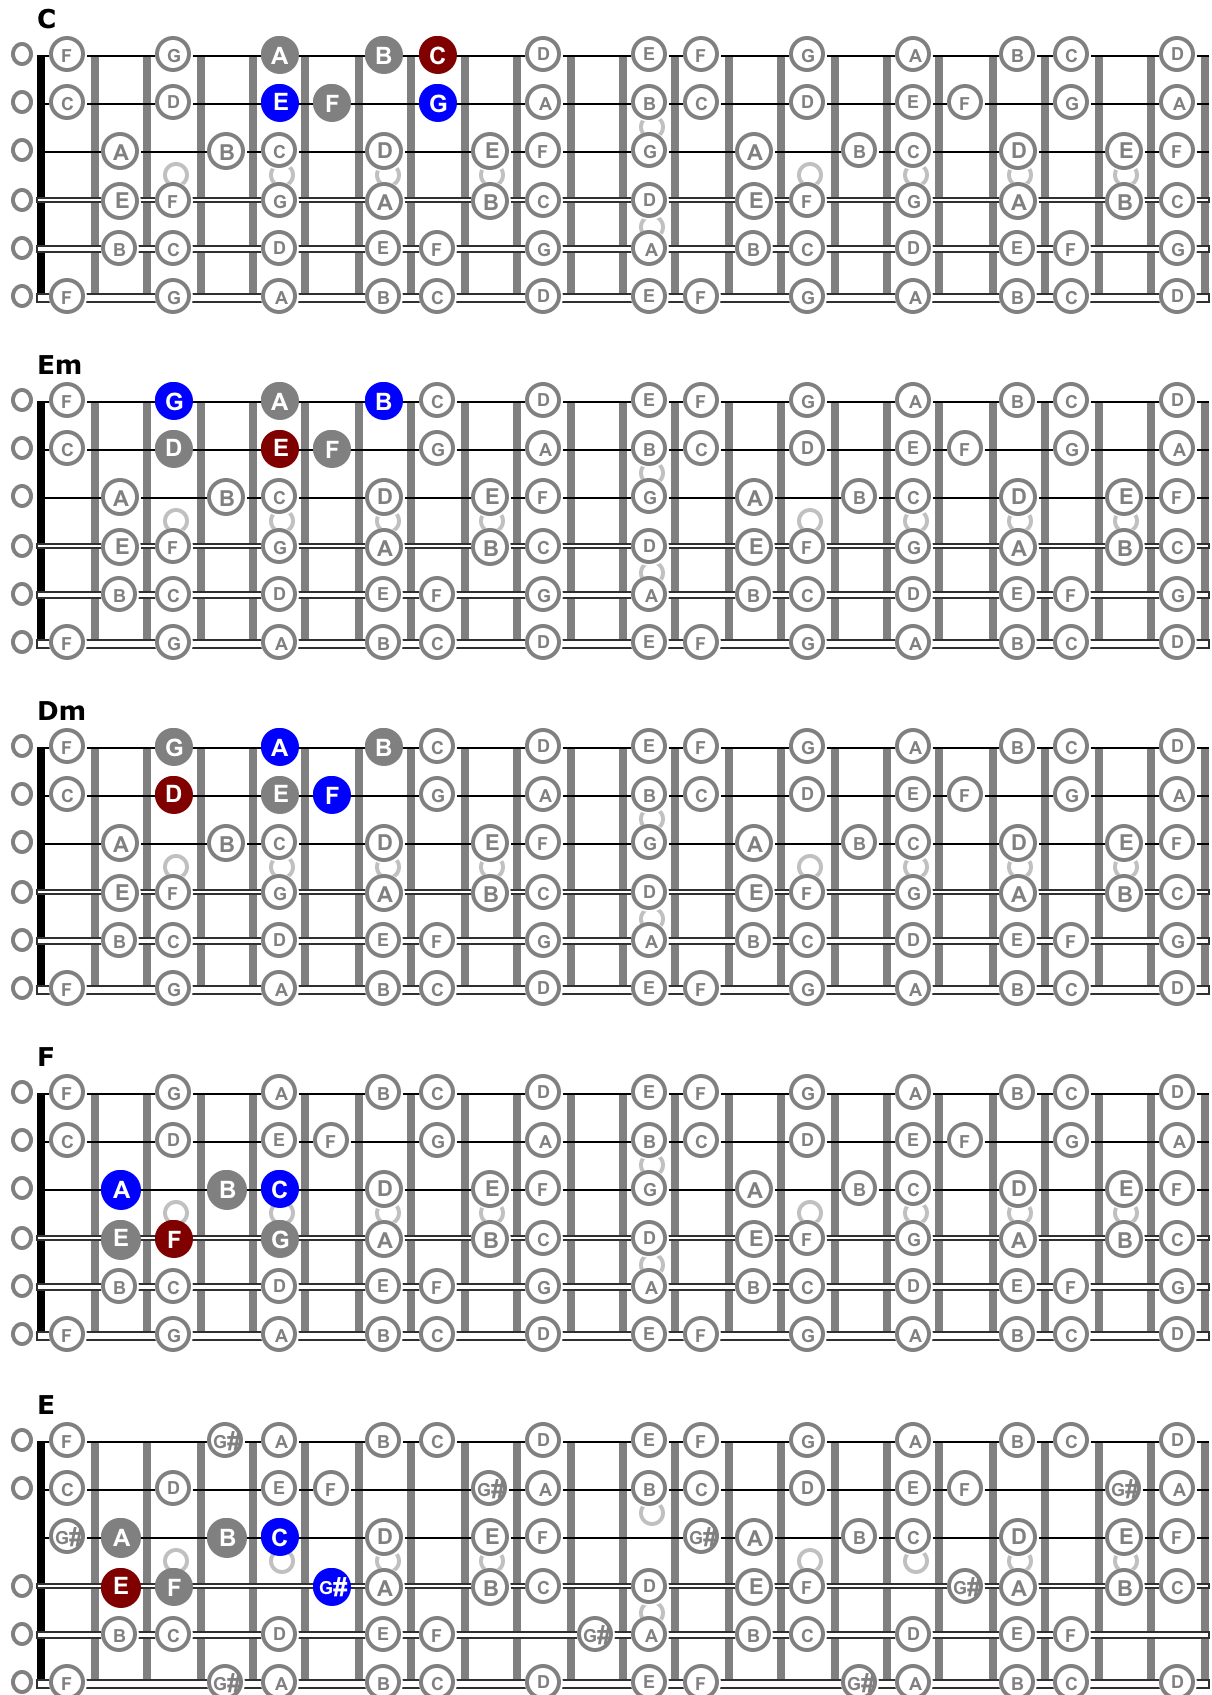 C
F G A B C D E F G A B C D
C D E F G A B C D E F G A
A B C D E F G A B C D E F
E F G A B C D E F G A B C
B C D E F G A B C D E F G
F G A B C D E F G A B C D
Em
F G A B C D E F G A B C D
C D E F G A B C D E F G A
A B C D E F G A B C D E F
E F G A B C D E F G A B C
B C D E F G A B C D E F G
F G A B C D E F G A B C D
Dm
F G A B C D E F G A B C D
C D E F G A B C D E F G A
A B C D E F G A B C D E F
E F G A B C D E F G A B C
B C D E F G A B C D E F G
F G A B C D E F G A B C D
F
F G A B C D E F G A B C D
C D E F G A B C D E F G A
A B C D E F G A B C D E F
E F G A B C D E F G A B C
B C D E F G A B C D E F G
F G A B C D E F G A B C D
E
F G# A B C D E F G A B C D
C D E F G# A B C D E F G# A
G# A B C D E F G# A B C D E F
E F G# A B C D E F G# A B C
B C D E F G# A B C D E F
F G# A B C D E F G# A B C D